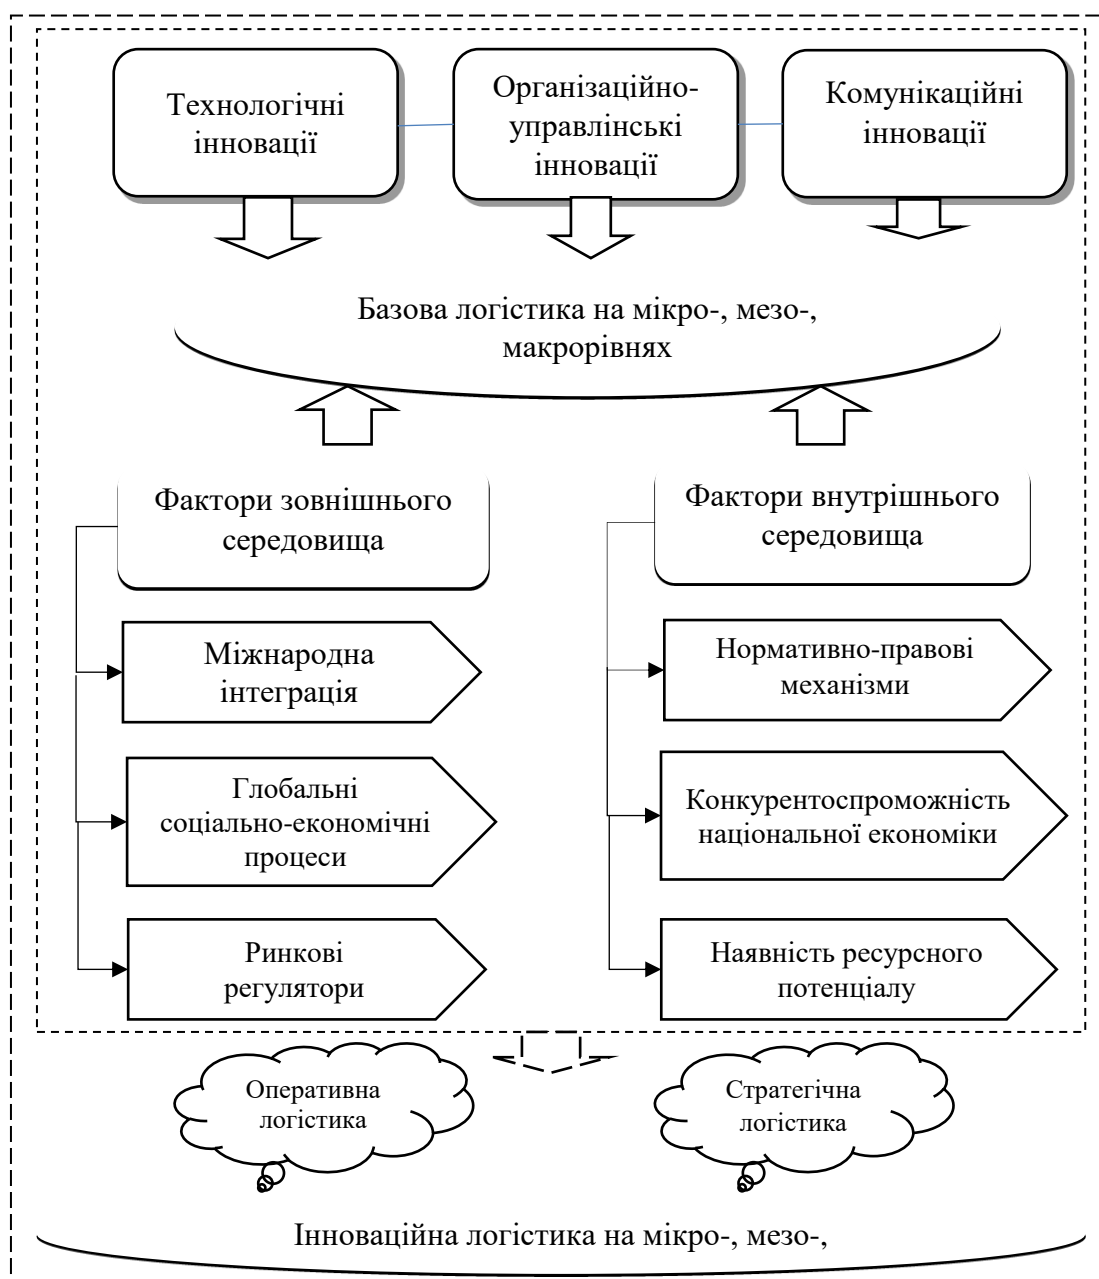 Технологічні
інновації
Організаційно-
управлінські
інновації
Комунікаційні
інновації
Базова логістика на мікро-, мезо-,
макрорівнях
Фактори зовнішнього
середовища
Фактори внутрішнього
середовища
Міжнародна
інтеграція
Нормативно-правові
механізми
Глобальні
соціально-економічні
процеси
Конкурентоспроможність
національної економіки
Ринкові
регулятори
Наявність ресурсного
потенціалу
Оперативна
логістика
Стратегічна
логістика
Інноваційна логістика на мікро-, мезо-,